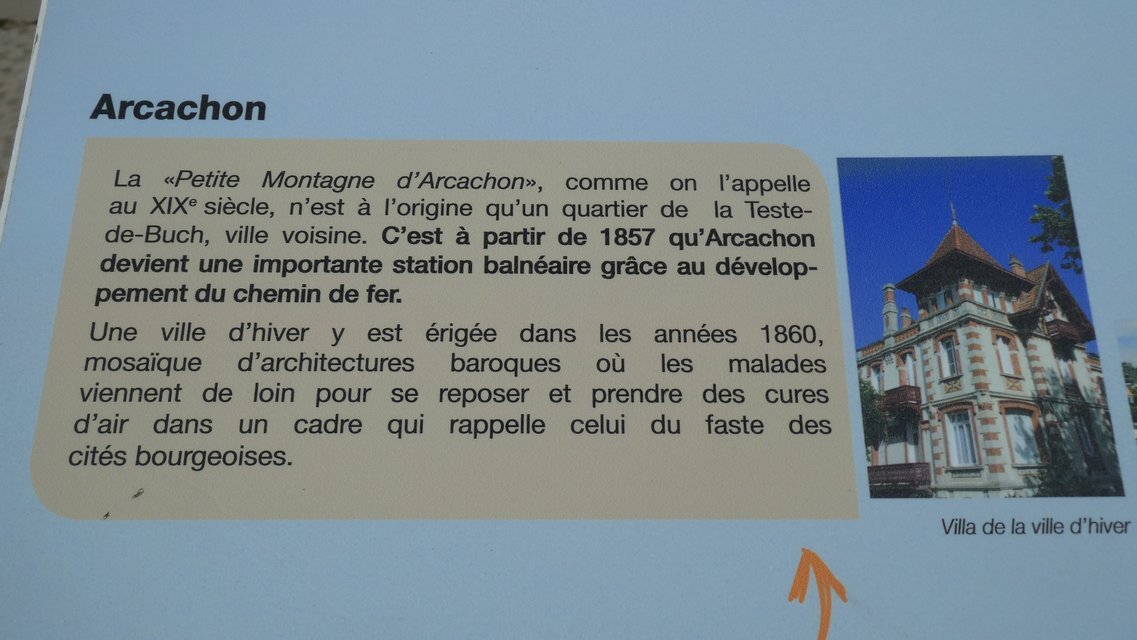 Arcachon
La «Petite Montagne d'Arcachon», comme on l'appelle
au XIXe siècle, n'est à l'origine qu'un quartier de la Teste-
de-Buch, ville voisine. C'est à partir de 1857 qu'Arcachon
devient une importante station balnéaire grâce au dévelop-
pement du chemin de fer.
Une ville d'hiver y est érigée dans les années 1860,
mosaïque d'architectures baroques où les malades
viennent de loin pour se reposer et prendre des cures
d'air dans un cadre qui rappelle celui du faste des
cités bourgeoises.
Villa de la ville d'hiver